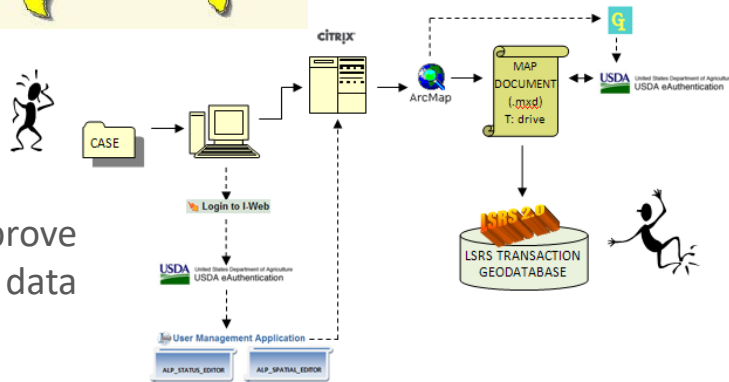 CITRIX
GI
MAP
DOCUMENT
(.mxd)
T: drive
USDA United States Department of Agriculture
USDA eAuthentication
ArcMap
CASE
Login to I-Web
prove
data
LSRS 2.0
LSRS TRANSACTION
GEODATABASE
USDA United States Department of Agriculture
USDA eAuthentication
User Management Application
ALP_STATUS_EDITOR
ALP_SPATIAL_EDITOR